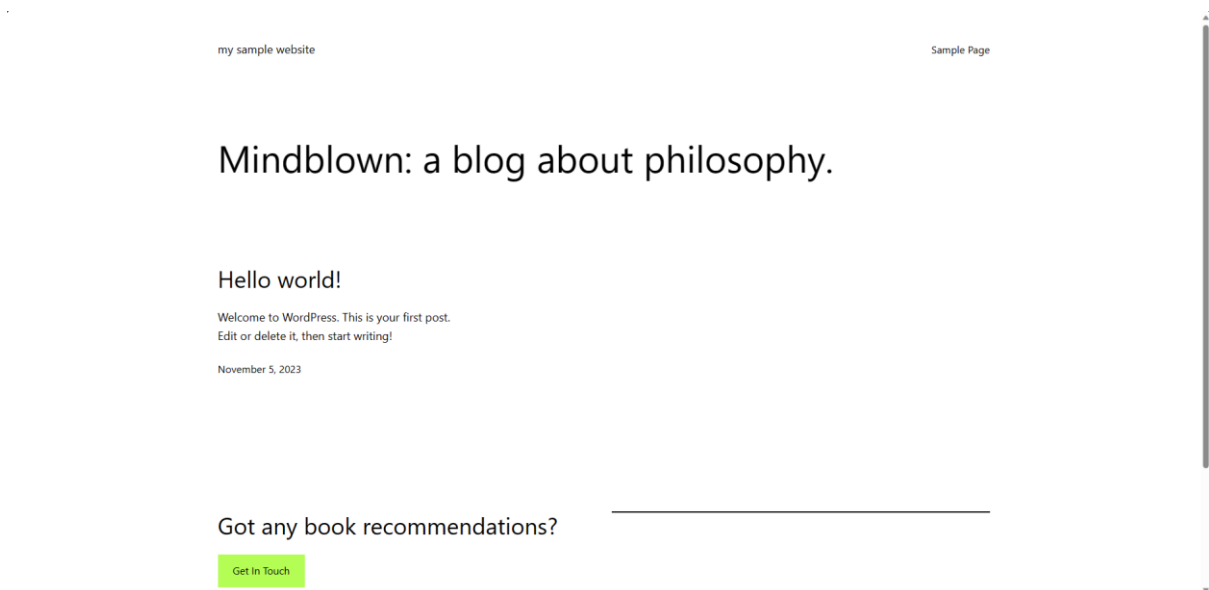 my sample website
Sample Page
Mindblown: a blog about philosophy.
Hello world!
Welcome to WordPress. This is your first post.
Edit or delete it, then start writing!
November 5, 2023
Got any book recommendations?
Get In Touch